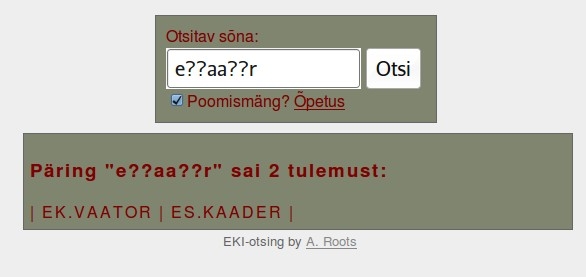 Otsitav sõna:
e??aa??r Otsi
Poomismäng? Õpetus
Päring "e??aa??r" sai 2 tulemust:
| EK.VAATOR | ES.KAADER |
EKI-otsing by A. Roots